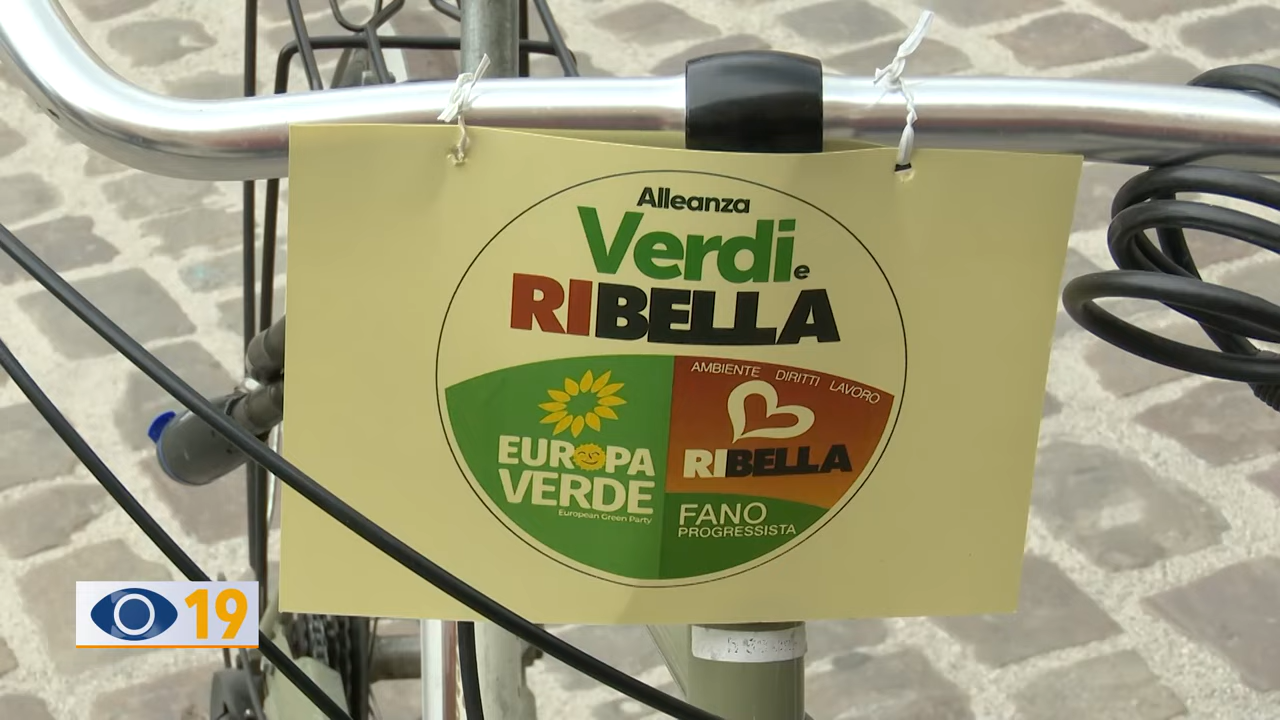 Alleanza
Verdi e
RIBELLA
AMBIENTE DIRITTI LAVORO
EUROPA
VERDE
European Green Party
RIBELLA
FANO
PROGRESSISTA
19